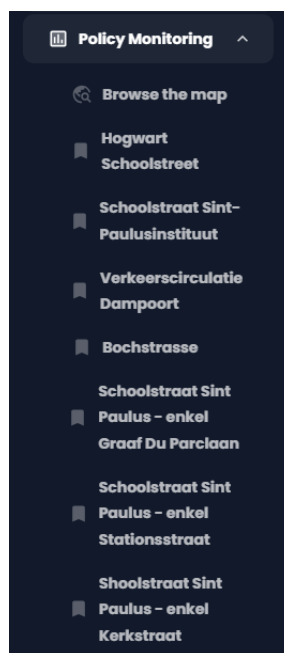 Policy Monitoring
Browse the map
Hogwart
Schoolstreet
Schoolstraat Sint-
Paulusinstituut
Verkeerscirculatie
Dampoort
Bochstrasse
Schoolstraat Sint
Paulus - enkel
Graaf Du Parclaan
Schoolstraat Sint
Paulus - enkel
Stationsstraat
Shoolstraat Sint
Paulus - enkel
Kerkstraat